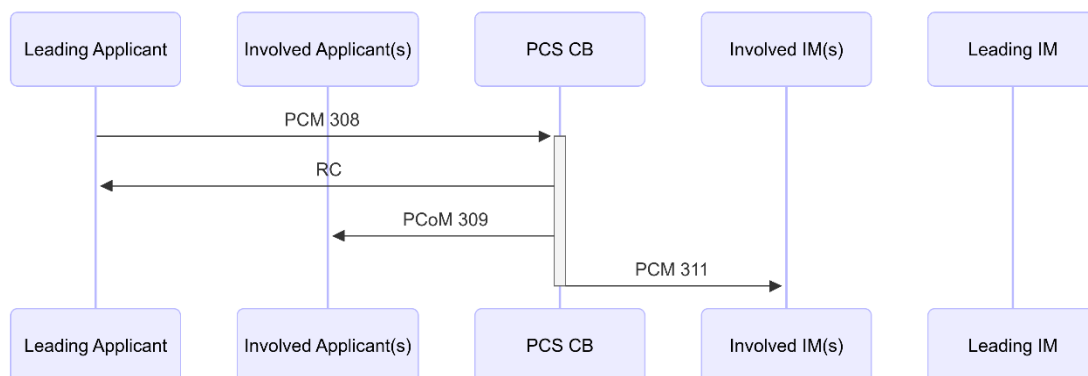 Leading Applicant
Involved Applicant(s)
PCS CB
Involved IM(s)
Leading IM
PCM 308
RC
PCoM 309
PCM 311
Leading Applicant
Involved Applicant(s)
PCS CB
Involved IM(s)
Leading IM